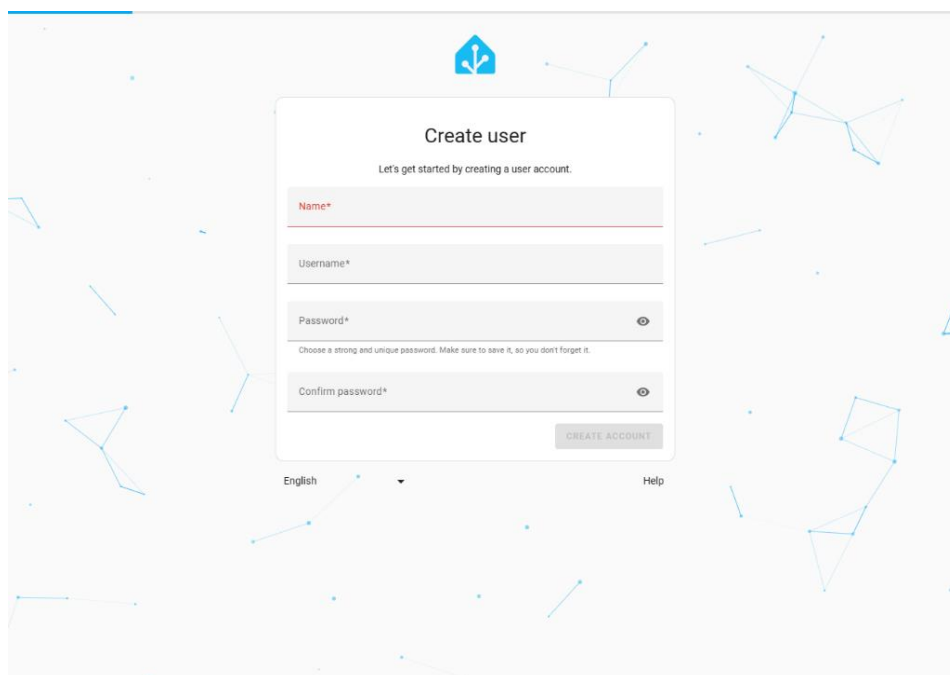 Create user
Let's get started by creating a user account.
Name*
Username*
Password*
Choose a strong and unique password. Make sure to save it, so you don't forget it.
Confirm password*
CREATE ACCOUNT
English
Help